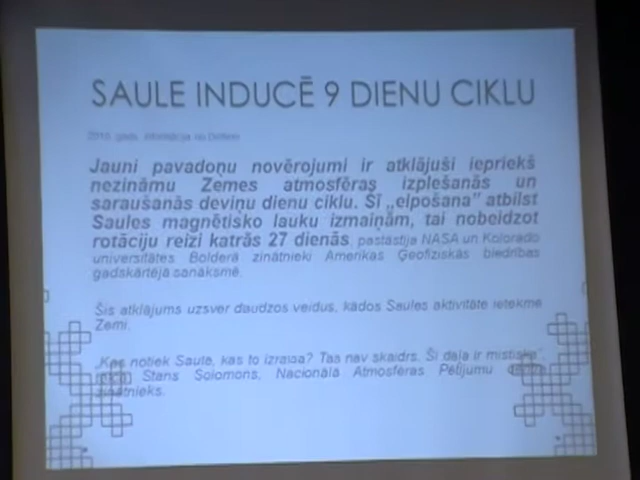 SAULE INDUCĒ 9 DIENU CIKLU
Jauni pavadoņu novērojumi ir atklājuši iepriekš
nezināmu Zemes atmosfēras izplešanās un
saraušanās deviņu dienu ciklu. Šī „elpošana” atbilst
Saules magnētisko lauku izmaiņām, tai nobeidzot
rotāciju reizi katrās 27 dienās, pastāstīja NASA un Kolorado
universitātes Bolderā zinātnieki Amerikas Ģeofiziskās biedrības
gadskārtējā sanāksmē.
Šis atklājums uzsver daudzos veidus, kādos Saules aktivitāte ietekmē
Zemi.
„Kas notiek Saulē, kas to izraisa? Tas nav skaidrs. Šī daļa ir mistiska”,
Stans Solomons, Nacionālā Atmosfēras Pētījumu
zinātnieks.